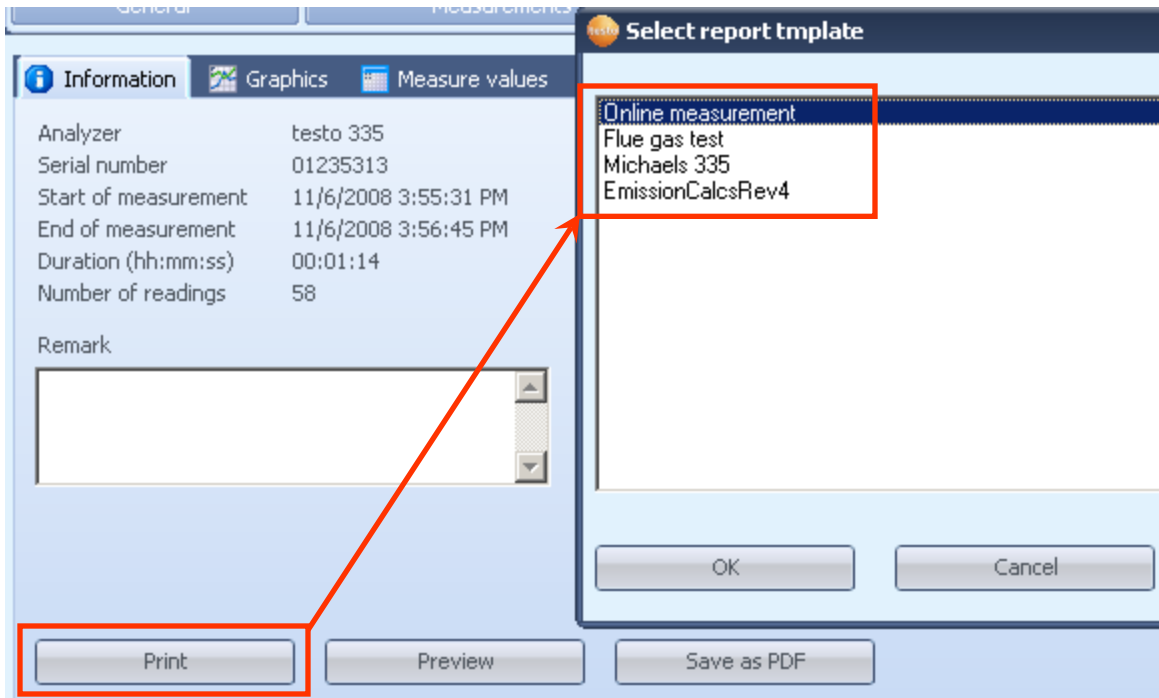 General
Measurements
testo
Select report tmplate
Information
Graphics
Measure values
Online measurement
Flue gas test
Michaels 335
EmissionCalcsRev4
Analyzer testo 335
Serial number 01235313
Start of measurement 11/6/2008 3:55:31 PM
End of measurement 11/6/2008 3:56:45 PM
Duration (hh:mm:ss) 00:01:14
Number of readings 58
Remark
OK
Cancel
Print
Preview
Save as PDF